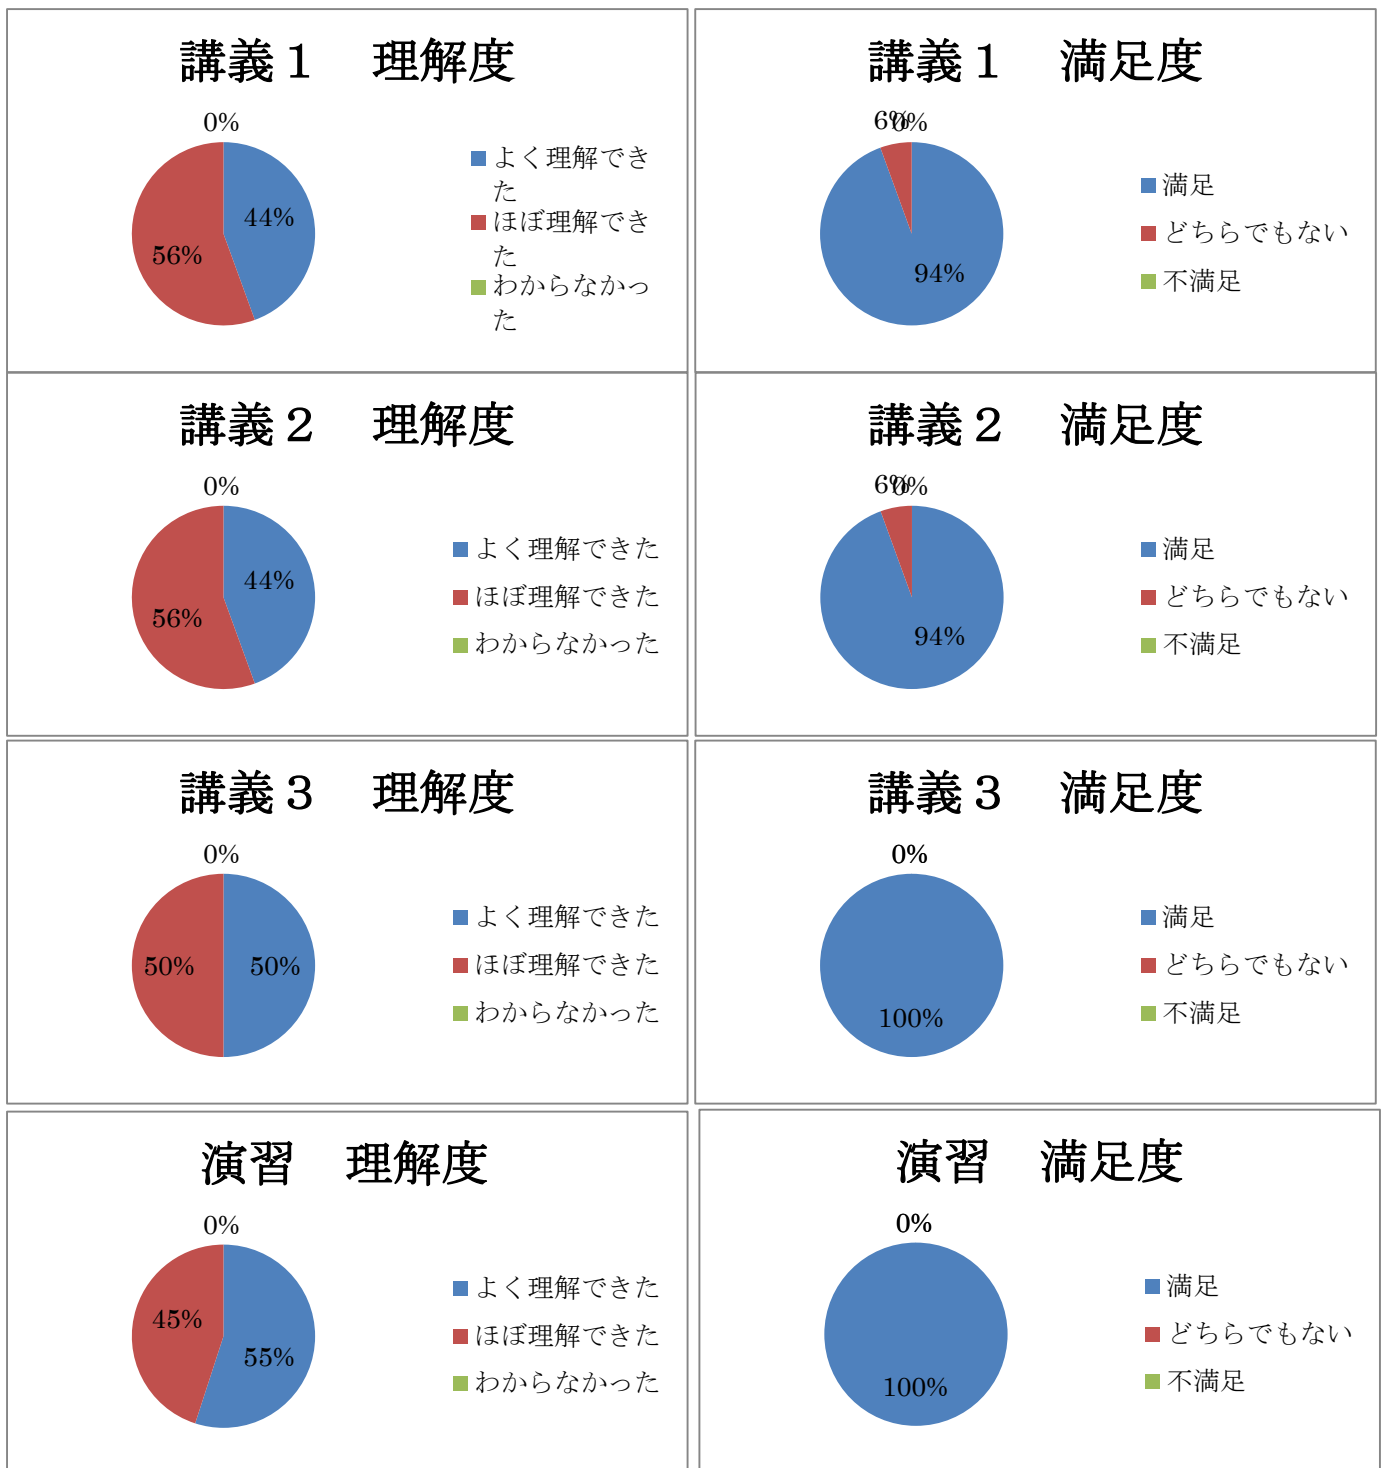 講義１　理解度
0%
44%
56%
よく理解でき
た
ほぼ理解でき
た
わからなかっ
た
講義１　満足度
6%
0%
94%
満足
どちらでもない
不満足
講義２　理解度
0%
44%
56%
よく理解できた
ほぼ理解できた
わからなかった
講義２　満足度
6%
0%
94%
満足
どちらでもない
不満足
講義３　理解度
0%
50%
50%
よく理解できた
ほぼ理解できた
わからなかった
講義３　満足度
0%
100%
満足
どちらでもない
不満足
演習　理解度
0%
45%
55%
よく理解できた
ほぼ理解できた
わからなかった
演習　満足度
0%
100%
満足
どちらでもない
不満足